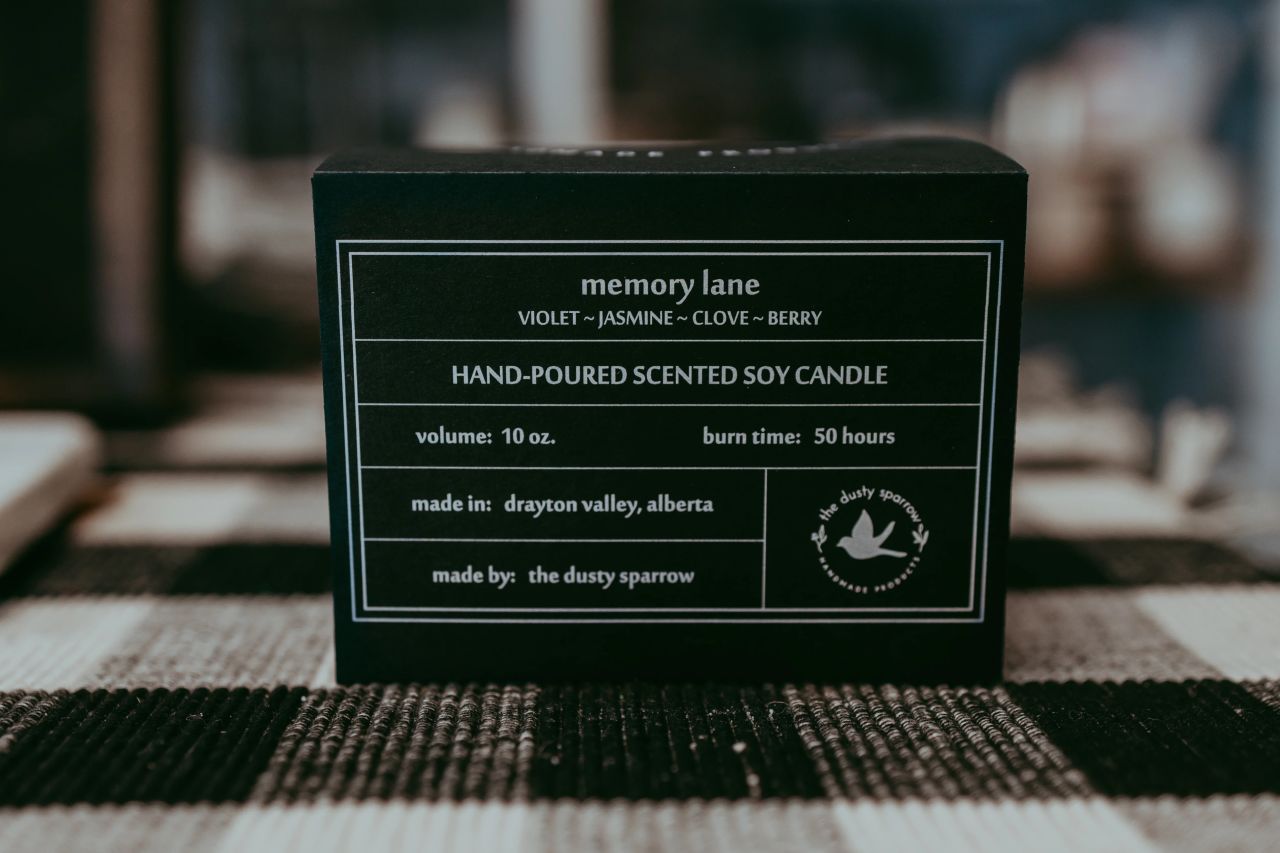 memory lane
VIOLET ~ JASMINE ~ CLOVE ~ BERRY
HAND-POURED SCENTED SOY CANDLE
volume: 10 oz.
burn time: 50 hours
made in: drayton valley, alberta
made by: the dusty sparrow
the dusty sparrow
HANDMADE PRODUCTS